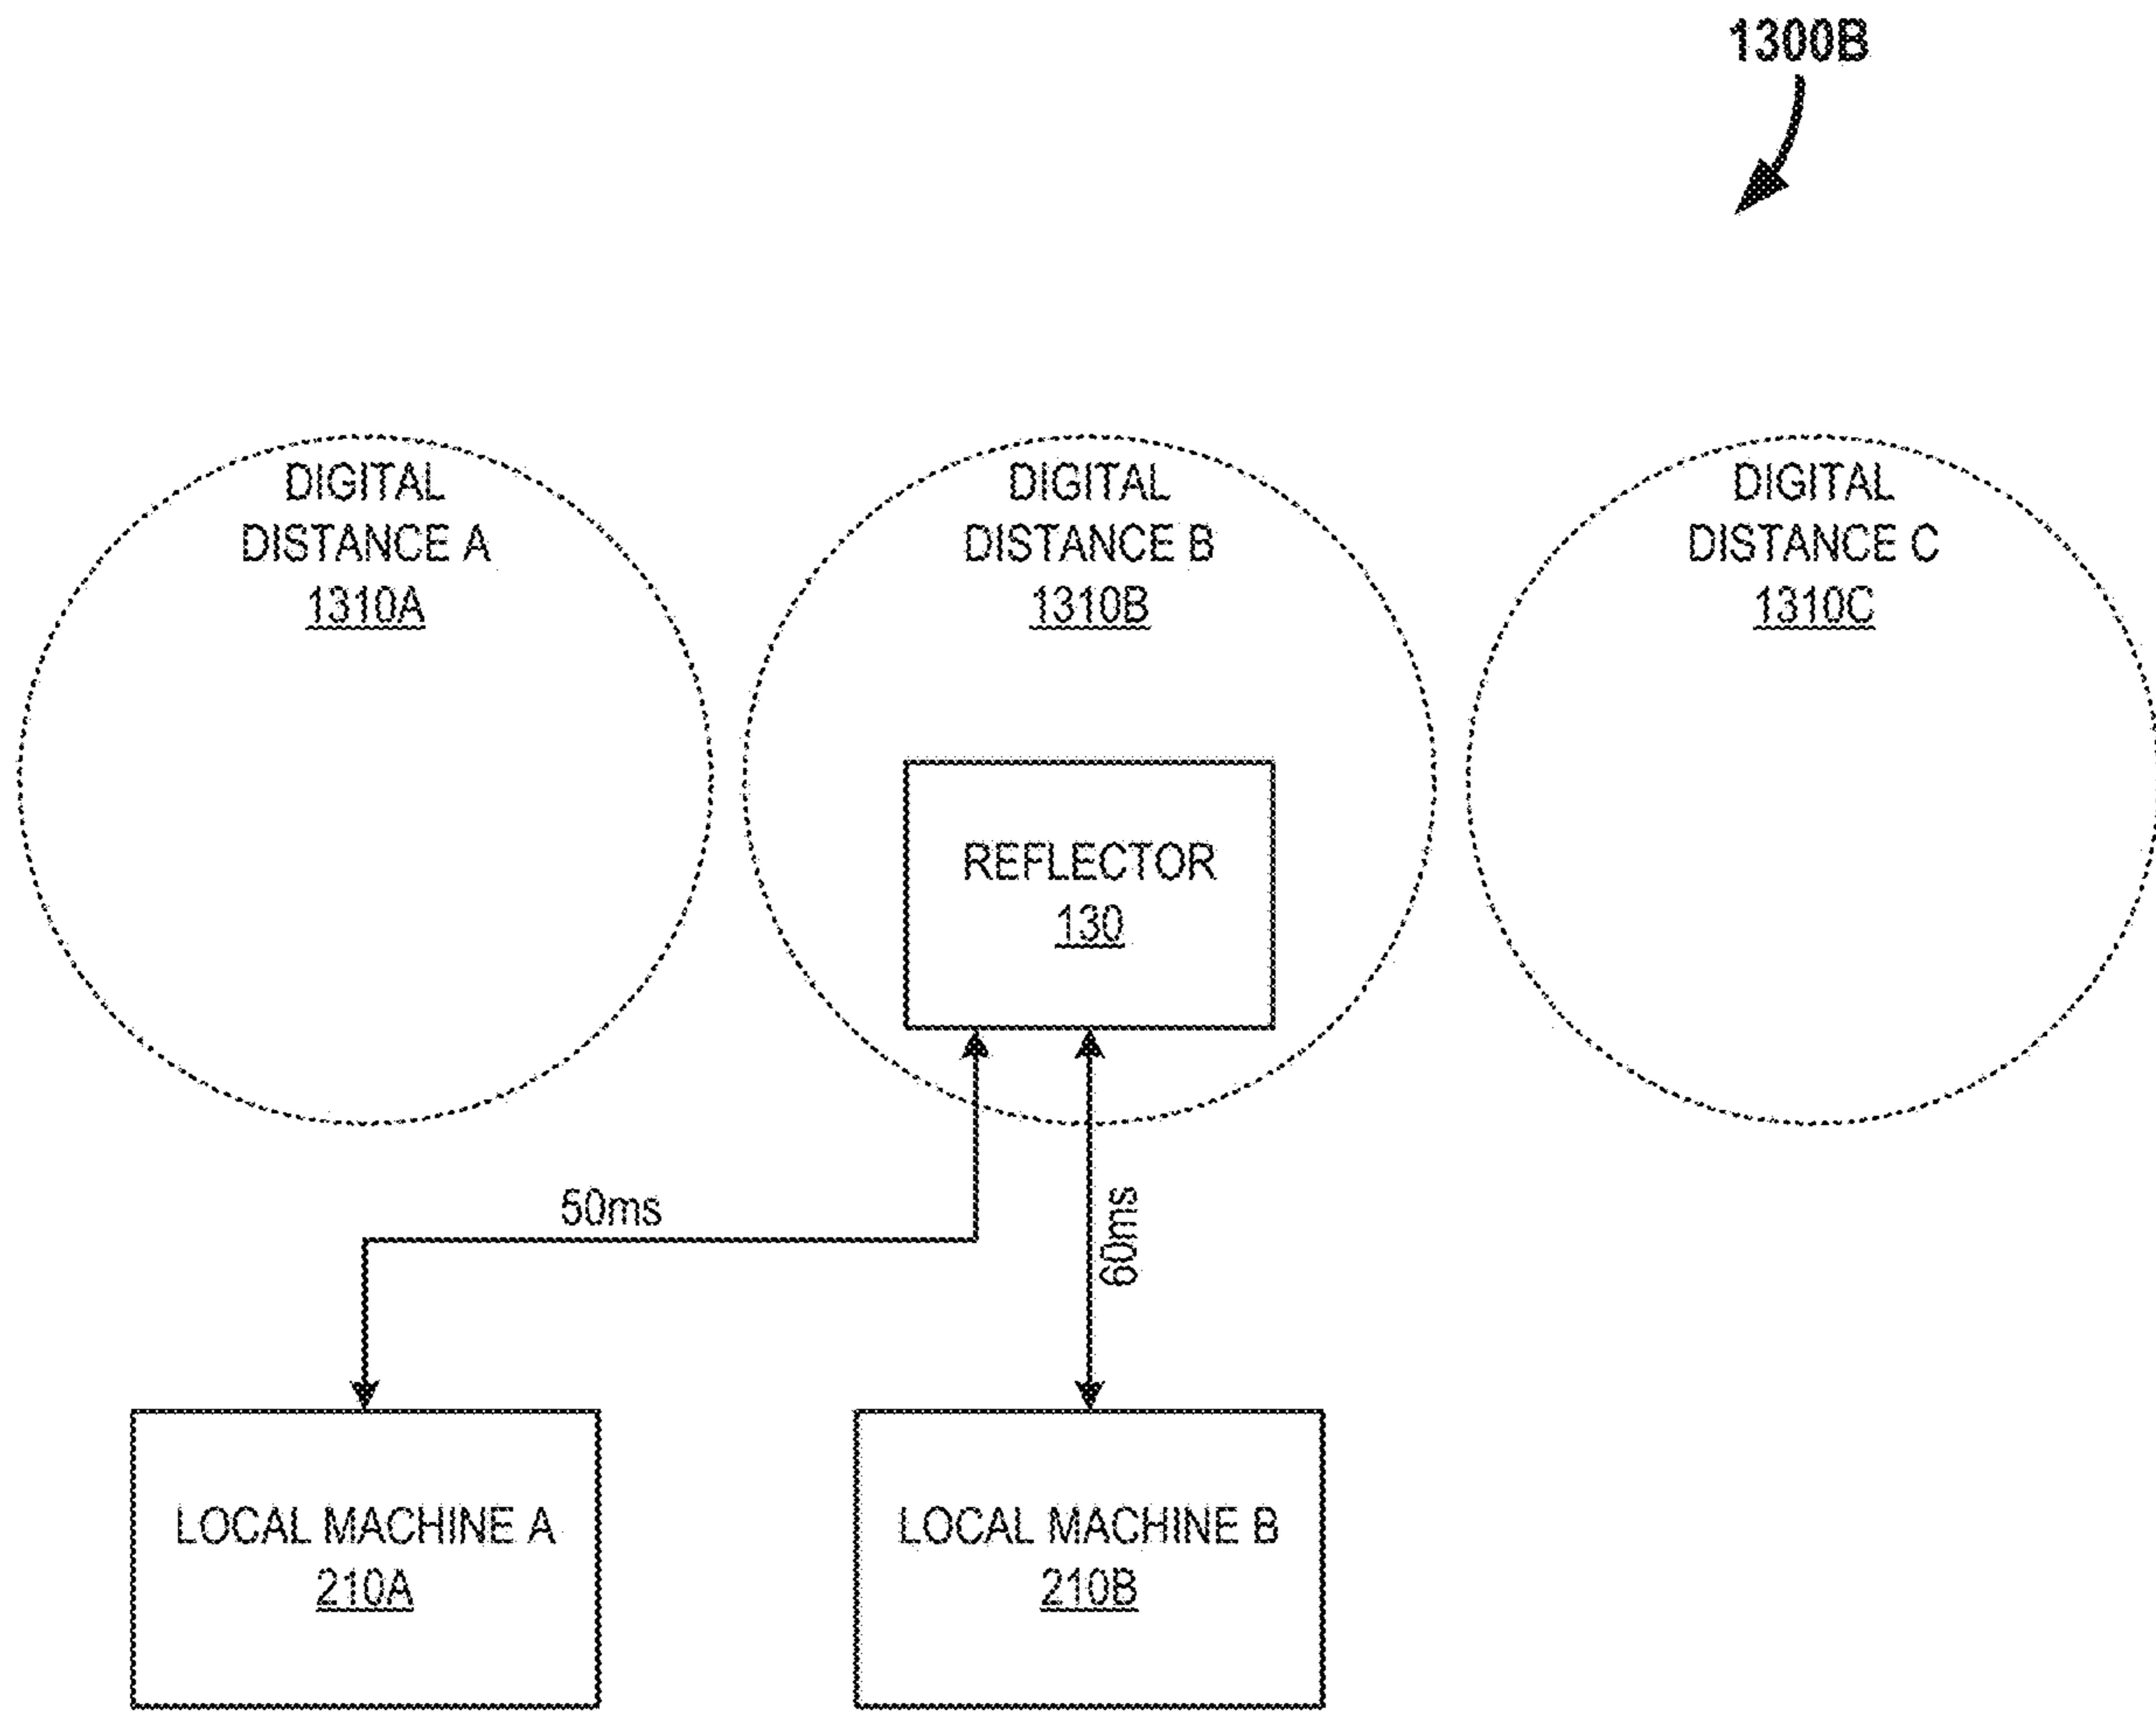 1300B
DIGITAL
DISTANCE A
1310A
DIGITAL
DISTANCE B
1310B
DIGITAL
DISTANCE C
1310C
REFLECTOR
130
50ms
60ms
LOCAL MACHINE A
210A
LOCAL MACHINE B
210B